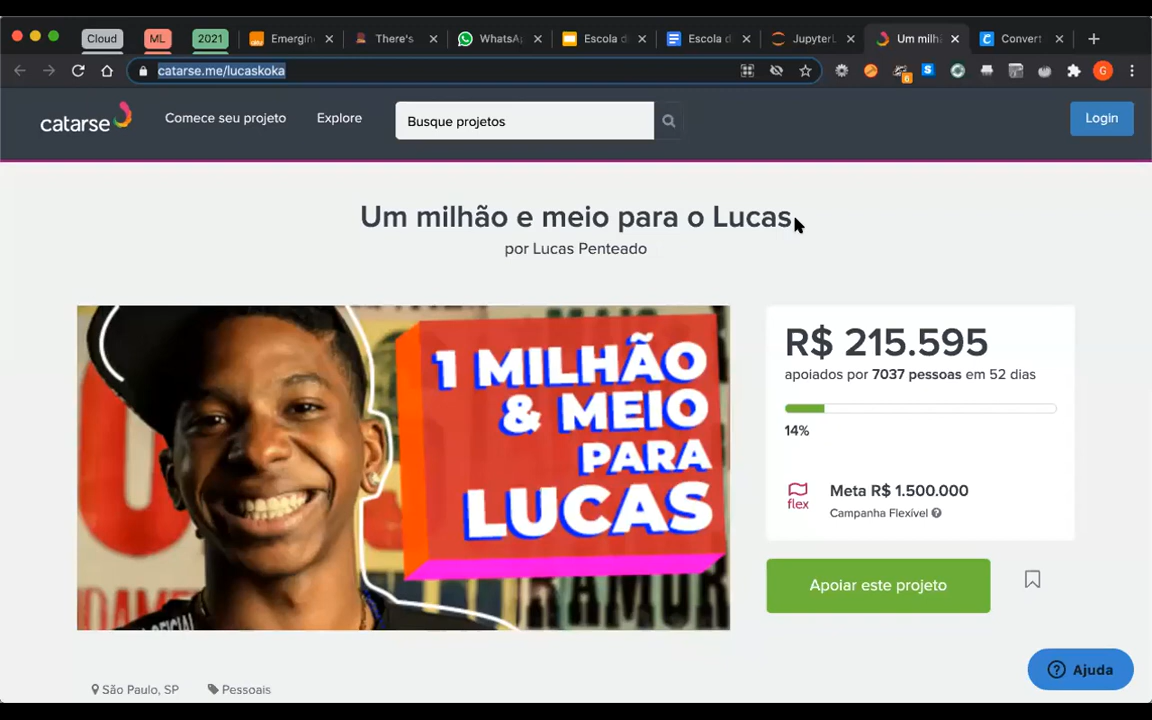 Cloud ML 2021 Emergin There's WhatsA Escola d Escola d JupyterL Um milh Convert
catarse.me/lucaskoka
catarse Comece seu projeto Explore Busque projetos Login
Um milhão e meio para o Lucas
por Lucas Penteado
1 MILHÃO
& MEIO
PARA
LUCAS
R$ 215.595
apoiados por 7037 pessoas em 52 dias
14%
flex
Meta R$ 1.500.000
Campanha Flexível
Apoiar este projeto
Ajuda
São Paulo, SP Pessoais